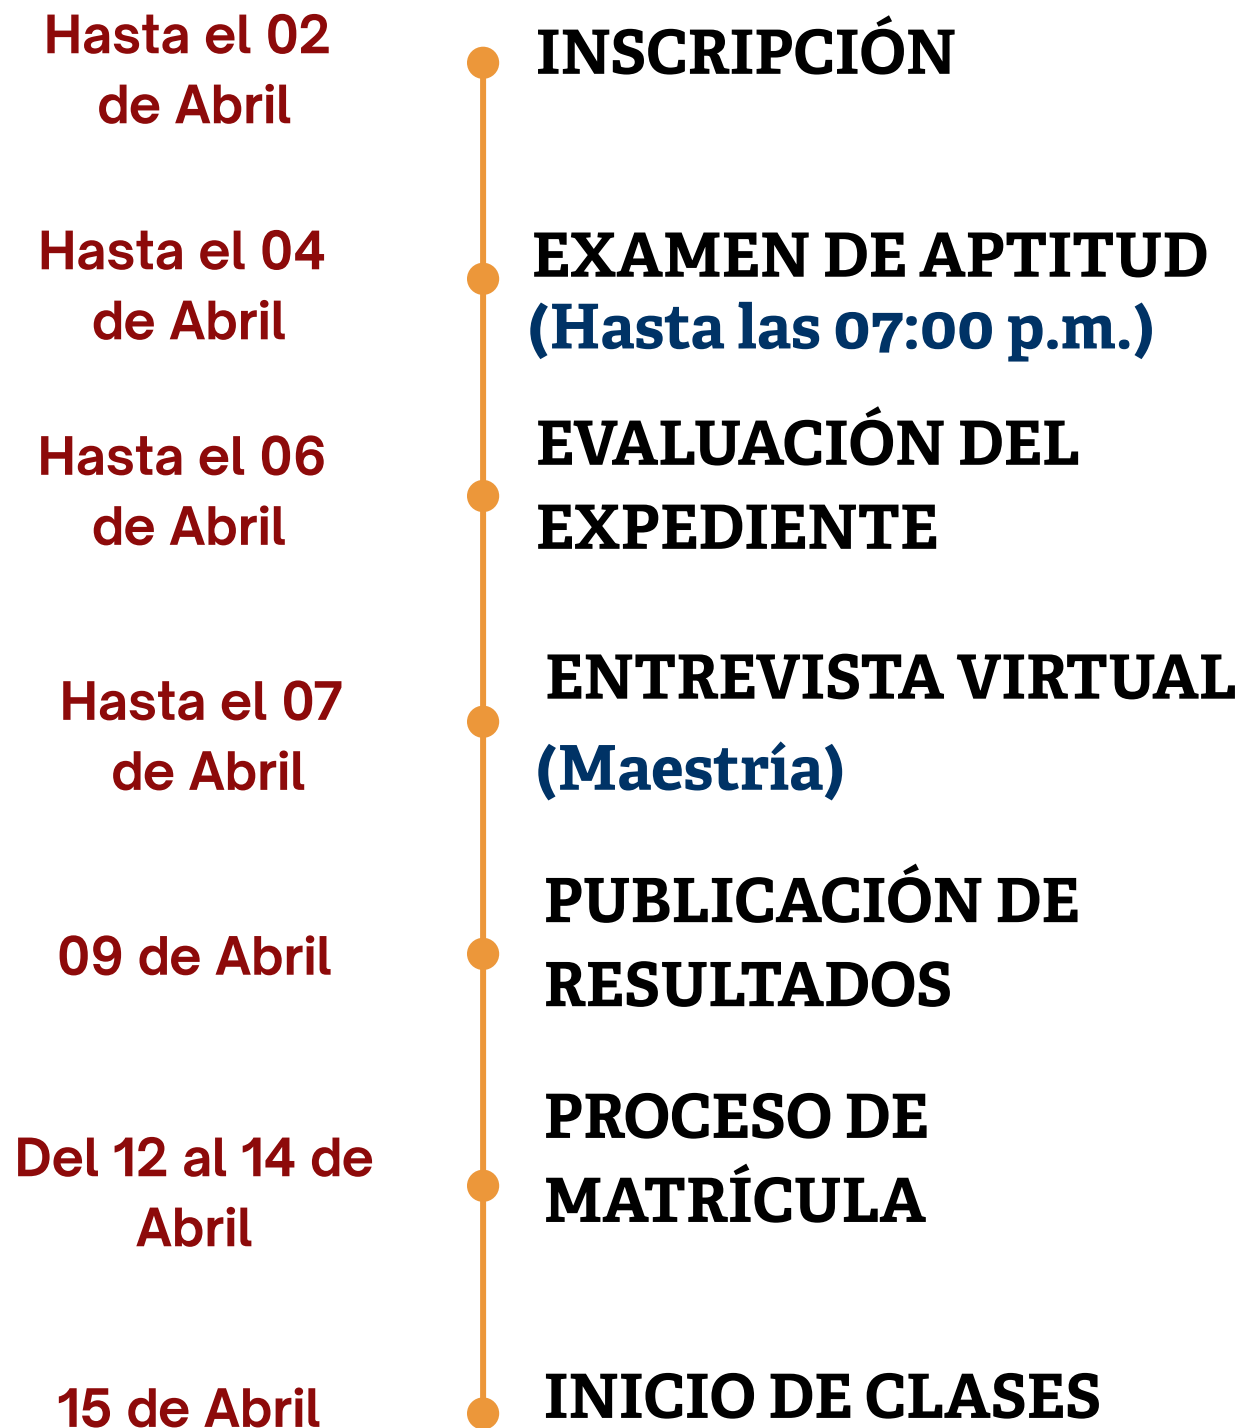 Hasta el 02
de Abril
INSCRIPCIÓN
Hasta el 04
de Abril
EXAMEN DE APTITUD
(Hasta las 07:00 p.m.)
Hasta el 06
de Abril
EVALUACIÓN DEL
EXPEDIENTE
Hasta el 07
de Abril
ENTREVISTA VIRTUAL
(Maestría)
09 de Abril
PUBLICACIÓN DE
RESULTADOS
Del 12 al 14 de
Abril
PROCESO DE
MATRÍCULA
15 de Abril
INICIO DE CLASES